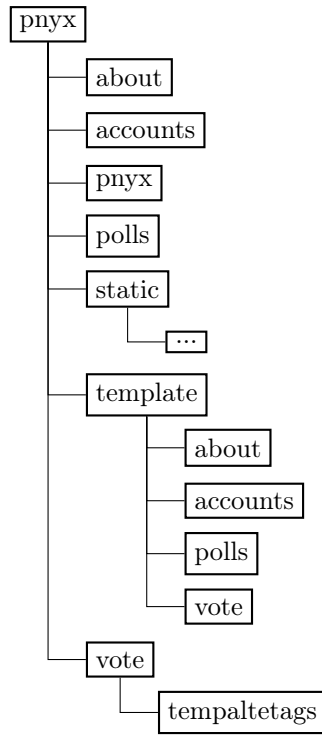 pnyx
about
accounts
pnyx
polls
static
...
template
about
accounts
polls
vote
vote
tempaltetags